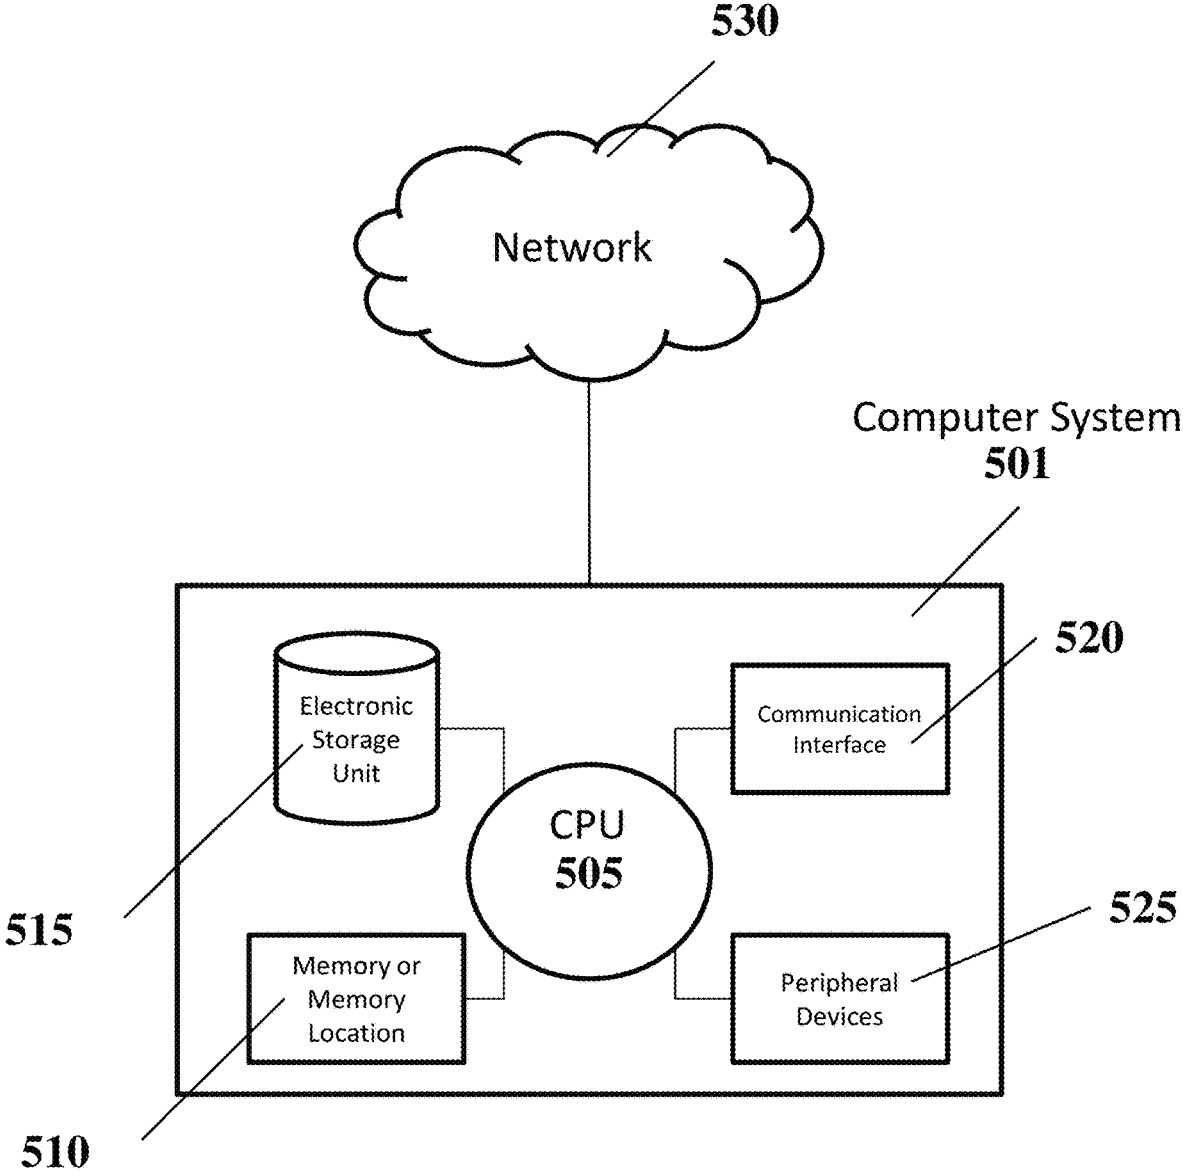 530
Network
Computer System
501
520
Electronic
Storage
Unit
Communication
Interface
CPU
505
515
525
Memory or
Memory
Location
Peripheral
Devices
510